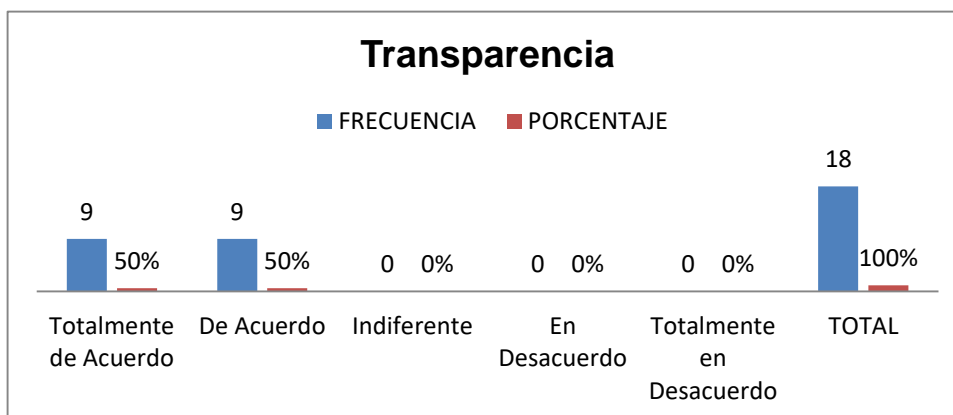 Transparencia
FRECUENCIA PORCENTAJE
18
9 9
50% 50% 0 0% 0 0% 0 0% 100%
Totalmente de Acuerdo
De Acuerdo
Indiferente
En Desacuerdo
Totalmente en Desacuerdo
TOTAL